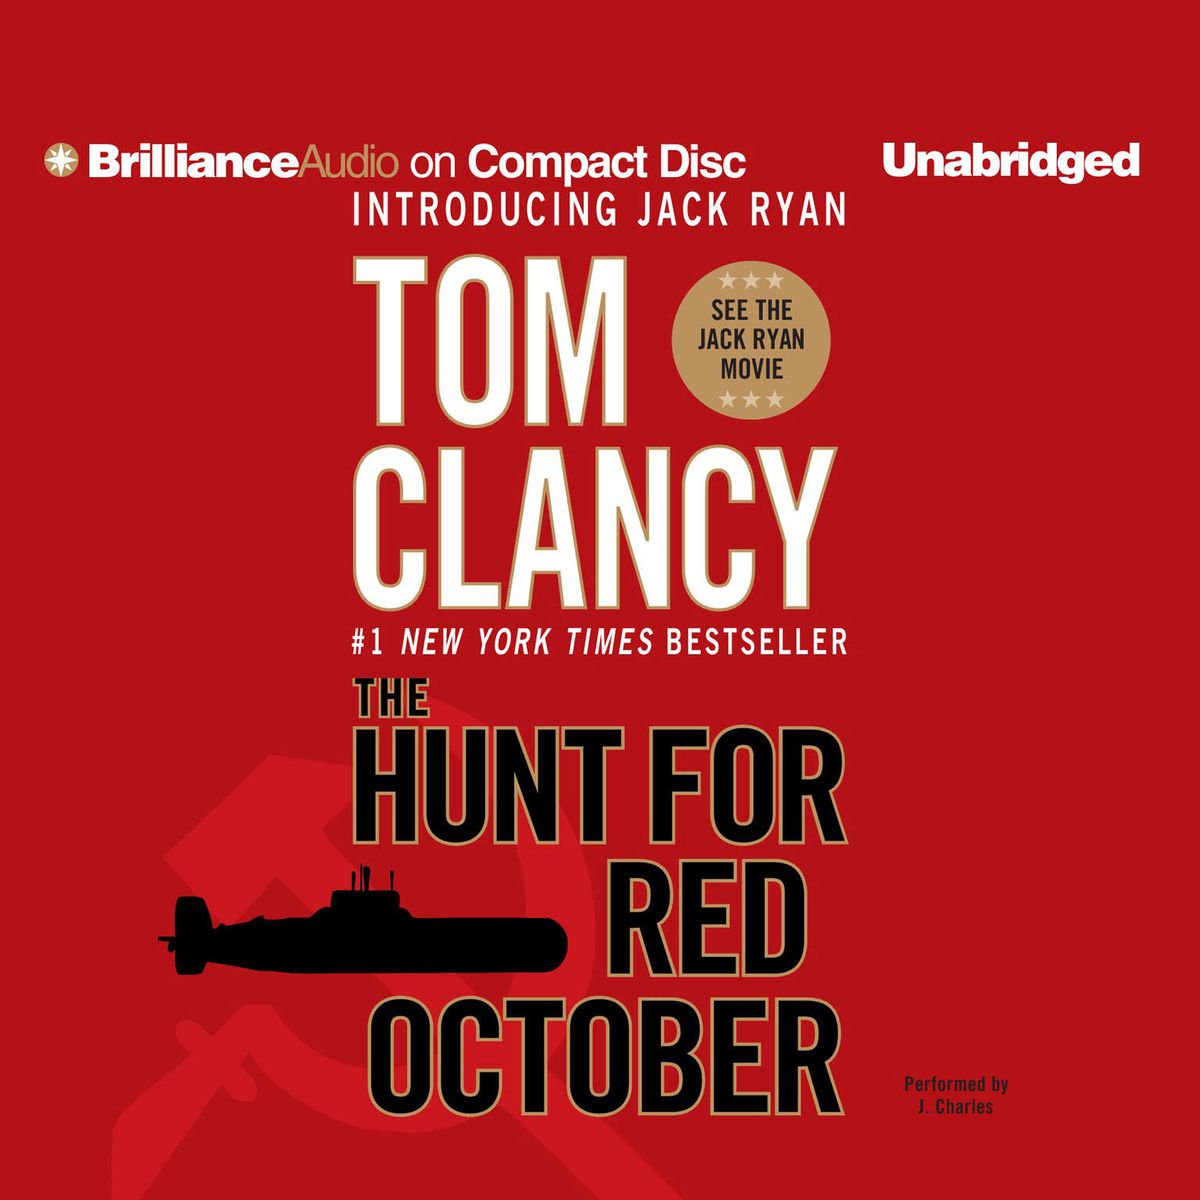 BrillianceAudio on Compact Disc
Unabridged
INTRODUCING JACK RYAN
TOM
CLANCY
SEE THE
JACK RYAN
MOVIE
#1 NEW YORK TIMES BESTSELLER
THE
HUNT FOR
RED
OCTOBER
Performed by
J. Charles